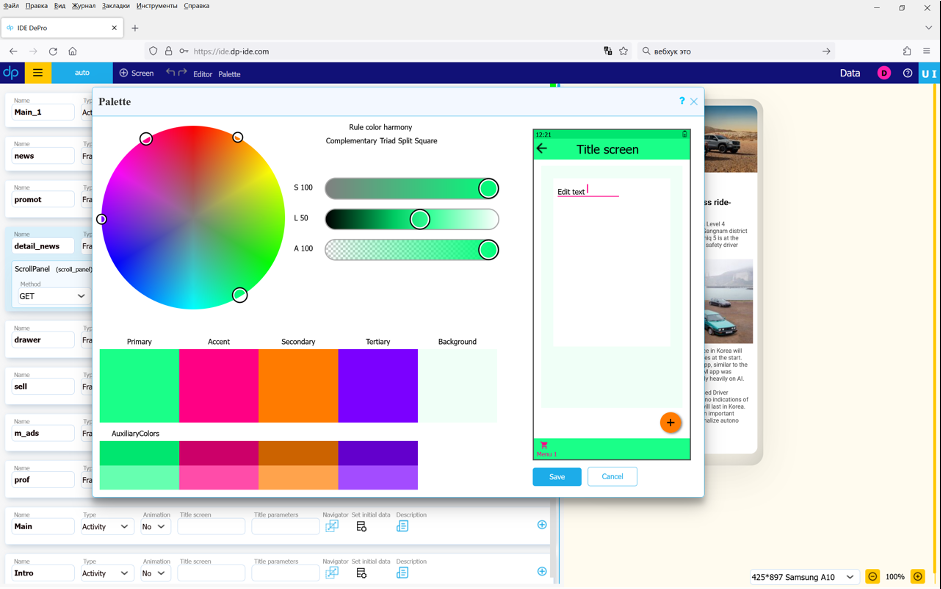 Файл Правка Вид Журнал Закладки Инструменты Справка
dp IDE DePro
https://ide.dp-ide.com
вебхук это
dp auto Screen Editor Palette Data D U I
Palette
Name
Main_1
Name
news
Name
promot
Name
detail_news
ScrollPanel (scroll_panel)
Method
GET
Name
drawer
Name
sell
Name
m_ads
Name
prof
Rule color harmony
Complementary Triad Split Square
S 100
L 50
A 100
Primary Accent Secondary Tertiary Background
AuxiliaryColors
12:21
Title screen
Edit text
+
Menu 1
Save Cancel
ss ride-
Level 4
Gangnam district
niq 5 is at the
safety driver
ce in Korea will
es at the start.
app, similar to the
M app was
ly heavily on AI.
ed Driver
no indications of
will last in Korea.
n important
nalize autono
Name Type Animation Title screen Title parameters Navigator Set initial data Description
Main Activity No
Name Type Animation Title screen Title parameters Navigator Set initial data Description
Intro Activity No
425*897 Samsung A10 100%